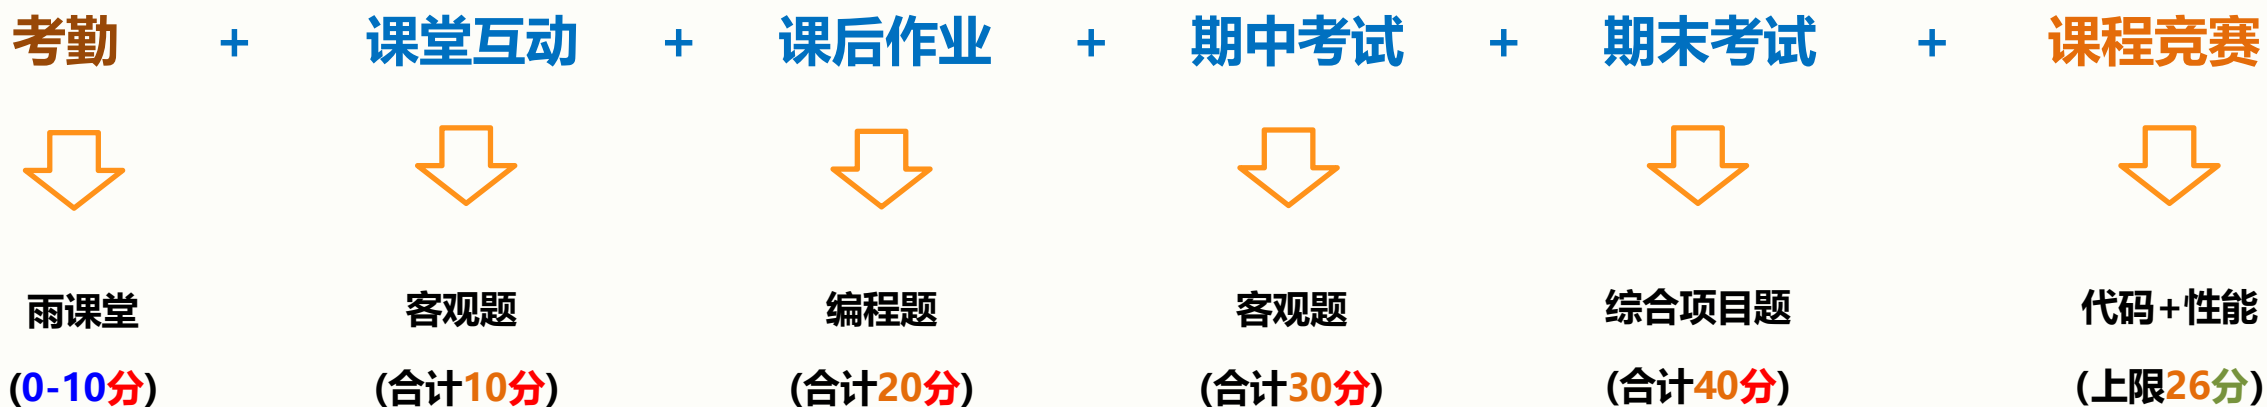 考勤 + 课堂互动 + 课后作业 + 期中考试 + 期末考试 + 课程竞赛
雨课堂 客观题 编程题 客观题 综合项目题 代码+性能
(0-10分) (合计10分) (合计20分) (合计30分) (合计40分) (上限26分)